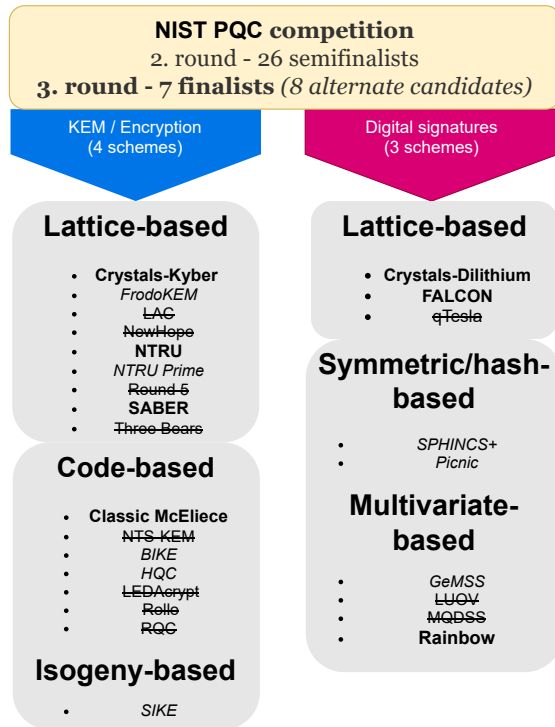 NIST PQC competition
2. round - 26 semifinalists
3. round - 7 finalists (8 alternate candidates)
KEM / Encryption
(4 schemes)
Lattice-based
• Crystals-Kyber
• FrodoKEM
• LAC
• NewHope
• NTRU
• NTRU Prime
• Round 5
• SABER
• Three Bears
Code-based
• Classic McEliece
• NTS-KEM
• BIKE
• HQC
• LEDAcrypt
• Rollo
• RQC
Isogeny-based
• SIKE
Digital signatures
(3 schemes)
Lattice-based
• Crystals-Dilithium
• FALCON
• qTesla
Symmetric/hash-
based
• SPHINCS+
• Picnic
Multivariate-
based
• GeMSS
• LUOV
• MQDSS
• Rainbow